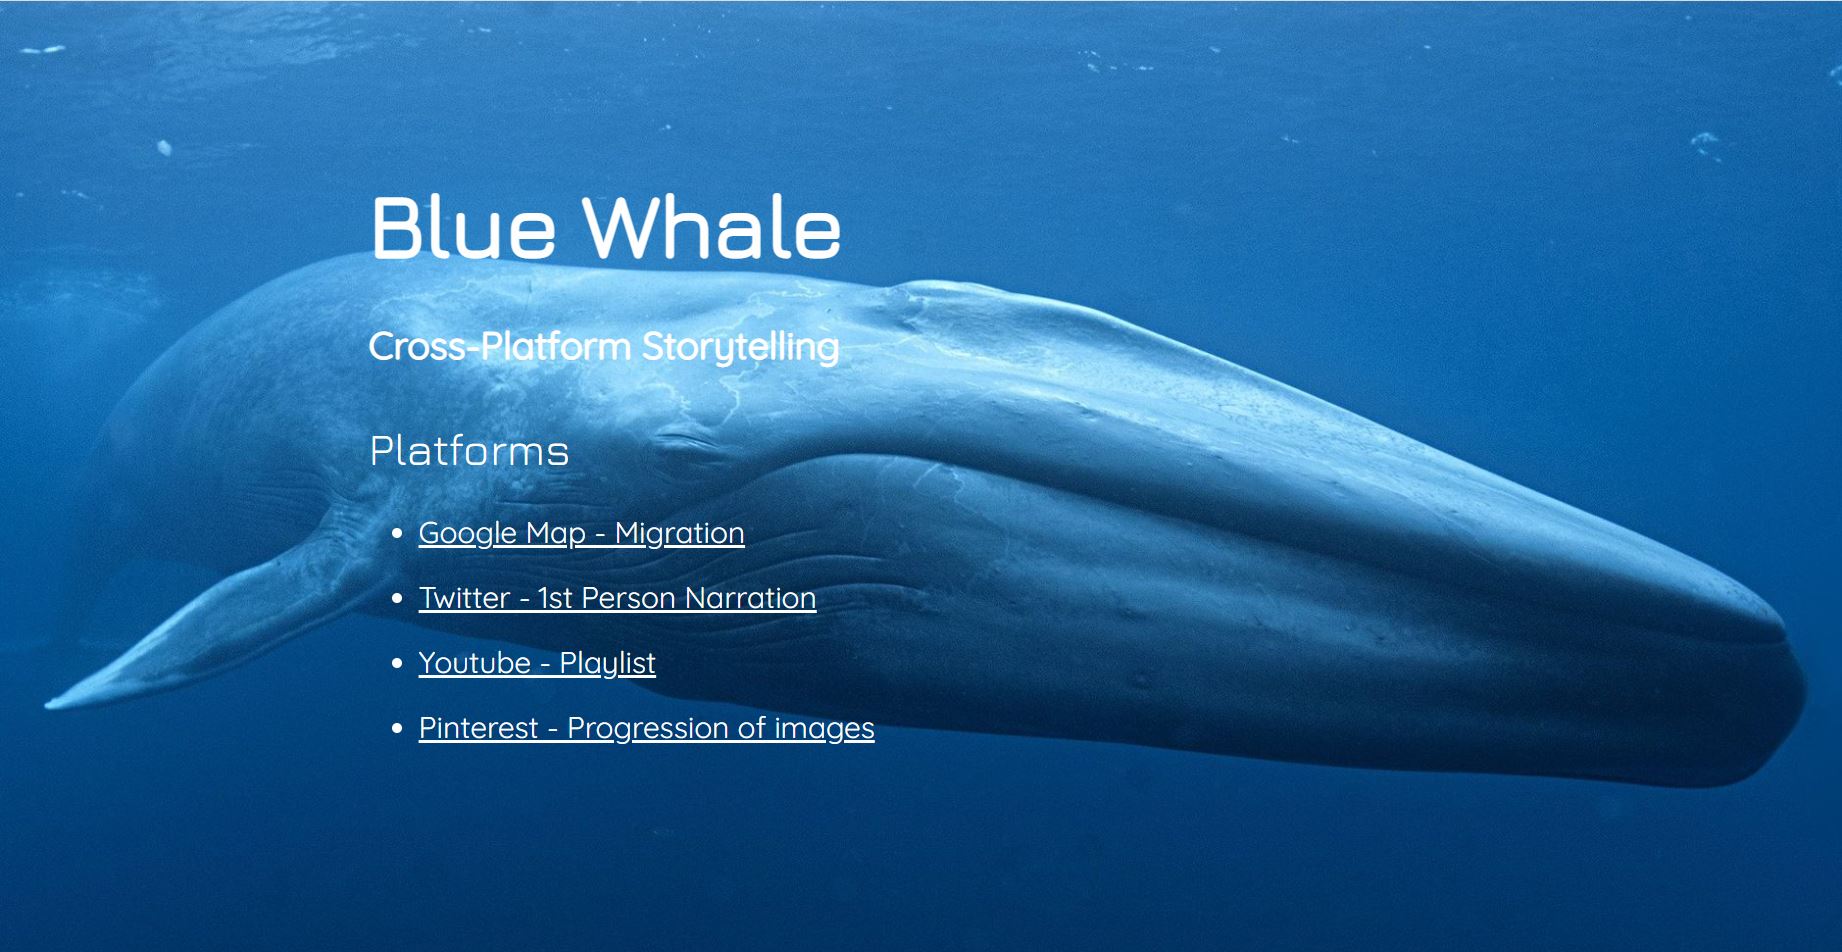 Blue Whale
Cross-Platform Storytelling
Platforms
Google Map - Migration
Twitter - 1st Person Narration
Youtube - Playlist
Pinterest - Progression of images